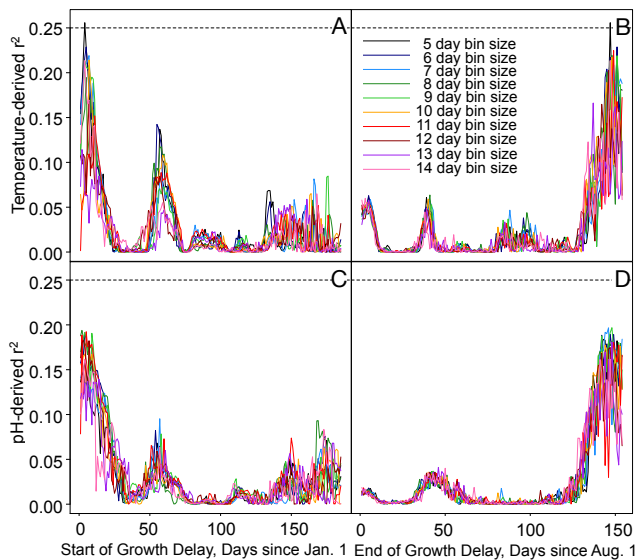 A
B
Temperature-derived r²
0.25
0.20
0.15
0.10
0.05
0.00
5 day bin size
6 day bin size
7 day bin size
8 day bin size
9 day bin size
10 day bin size
11 day bin size
12 day bin size
13 day bin size
14 day bin size
C
D
pH-derived r²
0.25
0.20
0.15
0.10
0.05
0.00
0 50 100 150 0 50 100 150
Start of Growth Delay, Days since Jan. 1 End of Growth Delay, Days since Aug. 1